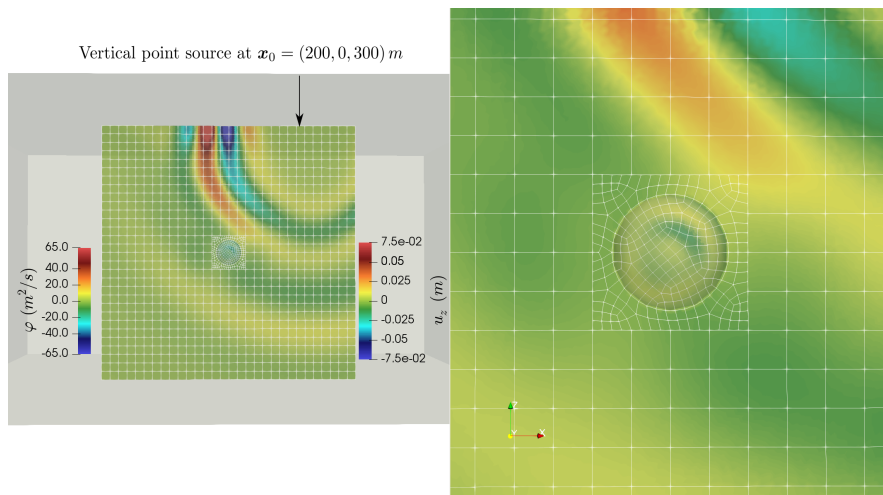 Vertical point source at x₀ = (200, 0, 300) m
φ (m²/s)
65.0
40.0
20.0
0.0
-20.0
-40.0
-65.0
7.5e-02
0.05
0.025
0
-0.025
-0.05
-7.5e-02
u_z (m)
Z
Y
X